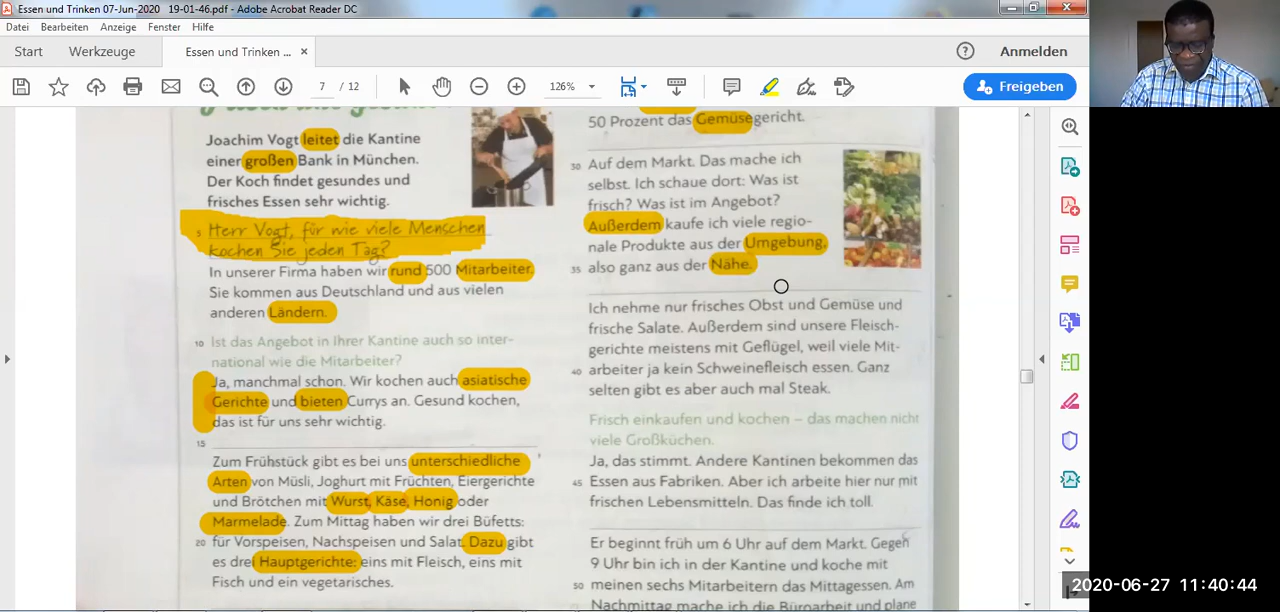 Essen und Trinken 07-Jun-2020 19-01-46.pdf - Adobe Acrobat Reader DC
Datei Bearbeiten Anzeige Fenster Hilfe
Start Werkzeuge Essen und Trinken ... × Anmelden
7 / 12 126% Freigeben
Joachim Vogt leitet die Kantine
einer großen Bank in München.
Der Koch findet gesundes und
frisches Essen sehr wichtig.
5 Herr Vogt, für wie viele Menschen
kochen Sie jeden Tag?
In unserer Firma haben wir rund 500 Mitarbeiter.
Sie kommen aus Deutschland und aus vielen
anderen Ländern.
10 Ist das Angebot in Ihrer Kantine auch so inter-
national wie die Mitarbeiter?
Ja, manchmal schon. Wir kochen auch asiatische
Gerichte und bieten Currys an. Gesund kochen,
das ist für uns sehr wichtig.
15
Zum Frühstück gibt es bei uns unterschiedliche
Arten von Müsli, Joghurt mit Früchten, Eiergerichte
und Brötchen mit Wurst, Käse, Honig oder
Marmelade. Zum Mittag haben wir drei Büfetts:
20 für Vorspeisen, Nachspeisen und Salat. Dazu gibt
es drei Hauptgerichte: eins mit Fleisch, eins mit
Fisch und ein vegetarisches.
50 Prozent das Gemüsegericht.
30 Auf dem Markt. Das mache ich
selbst. Ich schaue dort: Was ist
frisch? Was ist im Angebot?
Außerdem kaufe ich viele regio-
nale Produkte aus der Umgebung,
35 also ganz aus der Nähe.
Ich nehme nur frisches Obst und Gemüse und
frische Salate. Außerdem sind unsere Fleisch-
gerichte meistens mit Geflügel, weil viele Mit-
40 arbeiter ja kein Schweinefleisch essen. Ganz
selten gibt es aber auch mal Steak.
Frisch einkaufen und kochen – das machen nicht
viele Großküchen.
Ja, das stimmt. Andere Kantinen bekommen das
45 Essen aus Fabriken. Aber ich arbeite hier nur mit
frischen Lebensmitteln. Das finde ich toll.
Er beginnt früh um 6 Uhr auf dem Markt. Gegen
9 Uhr bin ich in der Kantine und koche mit
50 meinen sechs Mitarbeitern das Mittagessen. Am
Nachmittag mache ich die Büroarbeit und plane
2020-06-27 11:40:44